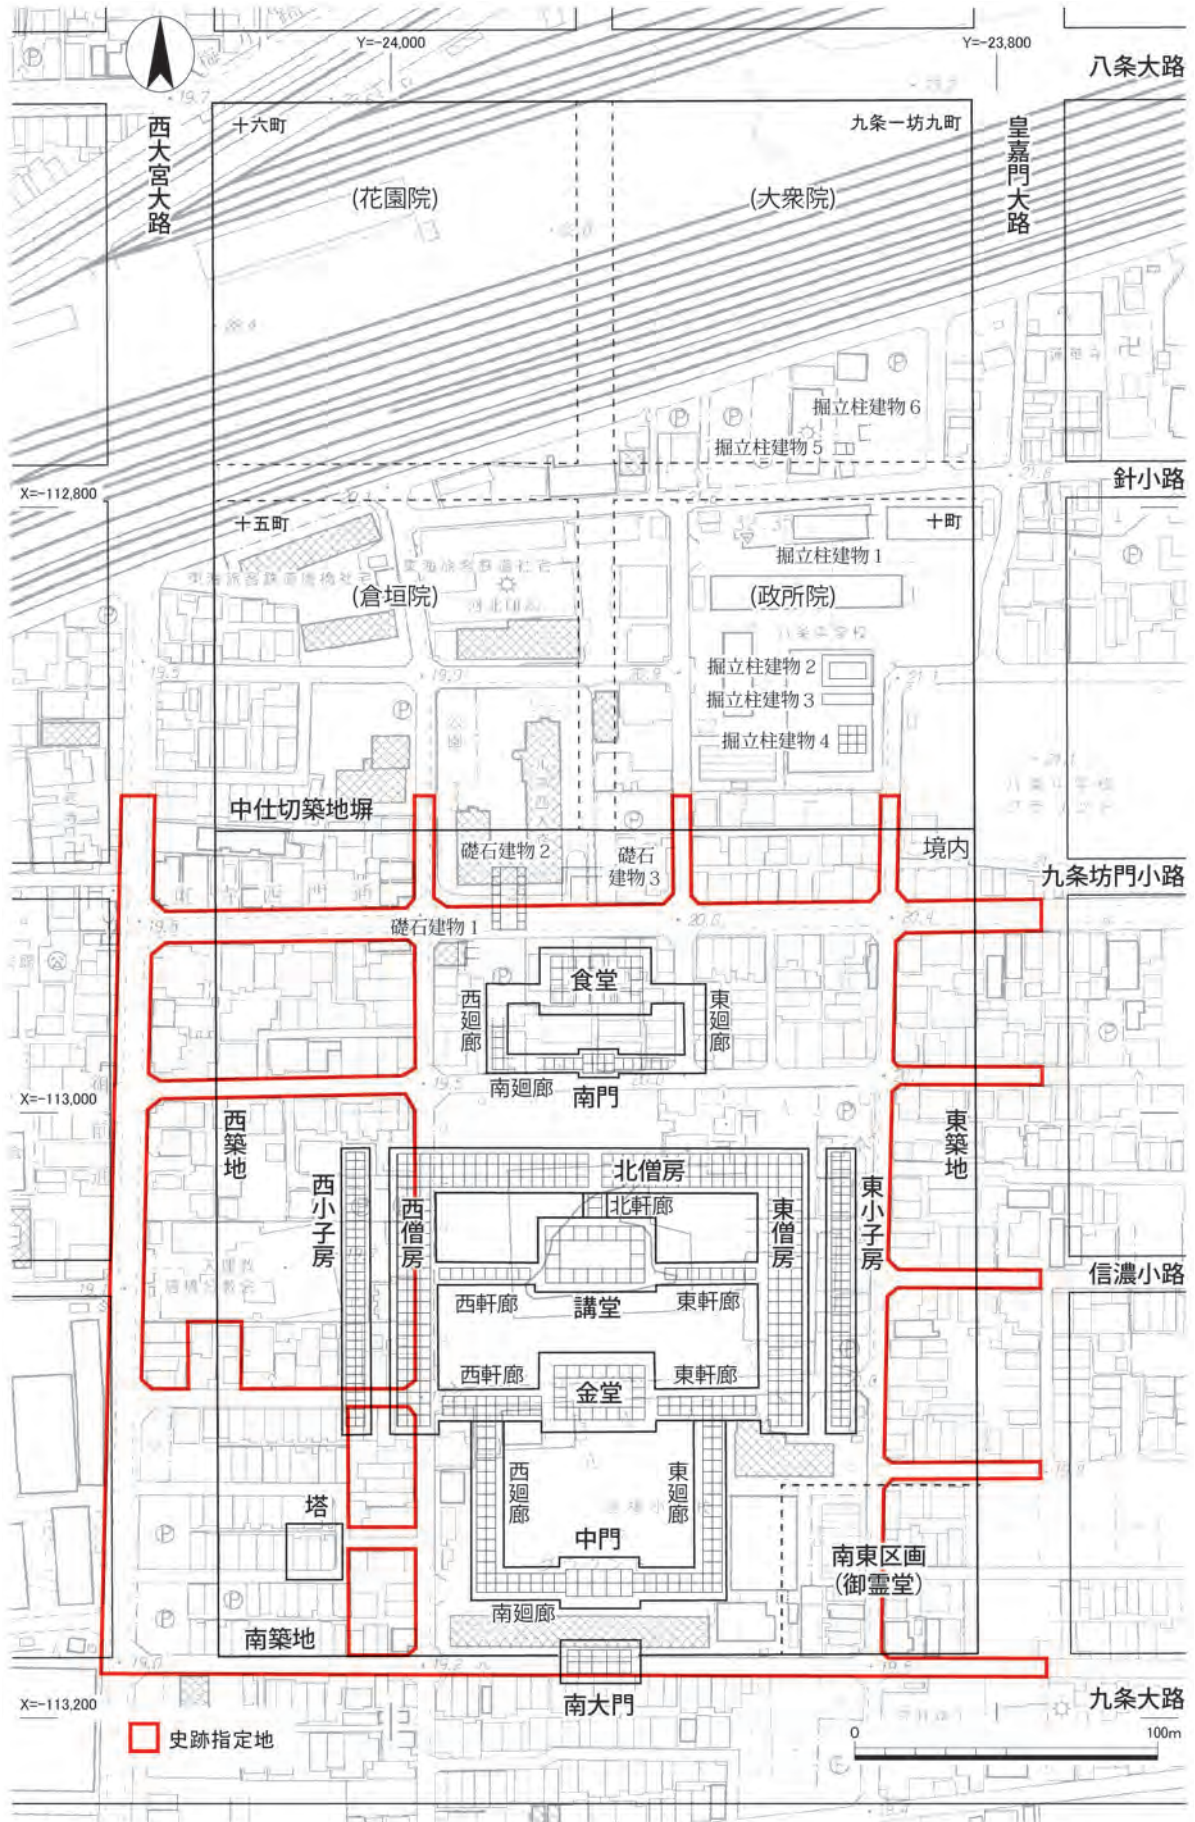 Y=-24,000
Y=-23,800
八条大路
西大宮大路
十六町
九条一坊九町
皇嘉門大路
(花園院)
(大衆院)
掘立柱建物6
掘立柱建物5
X=-112,800
針小路
十五町
十町
掘立柱建物1
(倉垣院)
(政所院)
掘立柱建物2
掘立柱建物3
掘立柱建物4
中仕切築地塀
境内
礎石建物2
礎石
建物3
九条坊門小路
礎石建物1
食堂
西廻廊
東廻廊
南廻廊
南門
X=-113,000
西築地
東築地
西小子房
西僧房
北僧房
北軒廊
東僧房
東小子房
信濃小路
西軒廊
講堂
東軒廊
西軒廊
金堂
東軒廊
西廻廊
東廻廊
塔
中門
南東区画
(御霊堂)
南廻廊
南築地
南大門
九条大路
X=-113,200
史跡指定地
0
100m